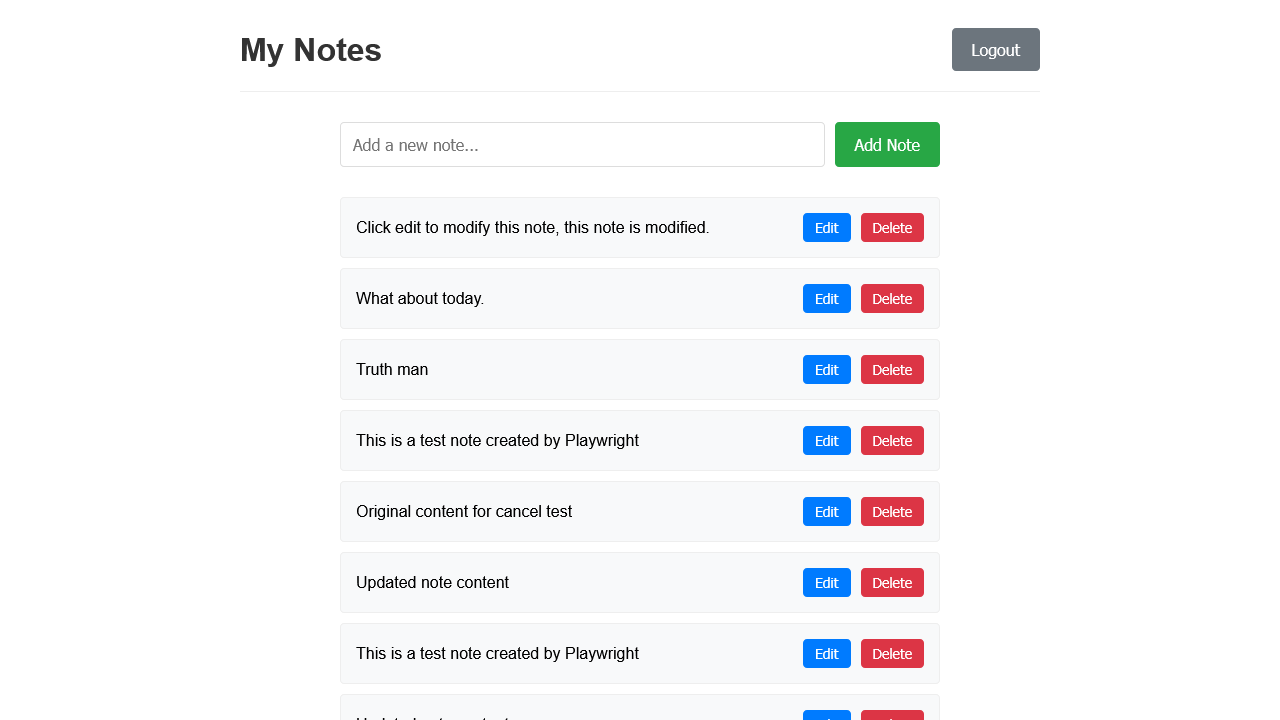 My Notes
Logout
Add a new note...
Add Note
Click edit to modify this note, this note is modified.
Edit
Delete
What about today.
Edit
Delete
Truth man
Edit
Delete
This is a test note created by Playwright
Edit
Delete
Original content for cancel test
Edit
Delete
Updated note content
Edit
Delete
This is a test note created by Playwright
Edit
Delete